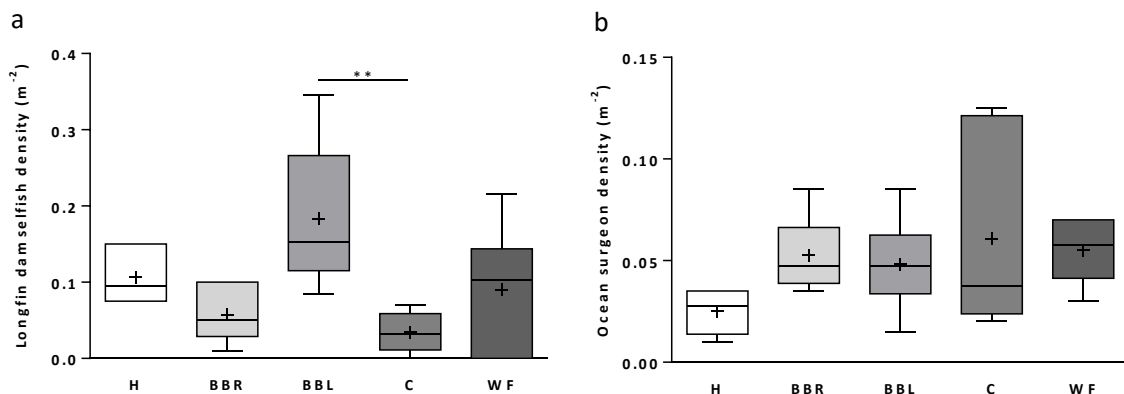 a
Longfin damselfish density (m⁻²)
0.4
0.3
0.2
0.1
0.0
**
H BBR BBL C WF
b
Ocean surgeon density (m⁻²)
0.15
0.10
0.05
0.00
H BBR BBL C WF